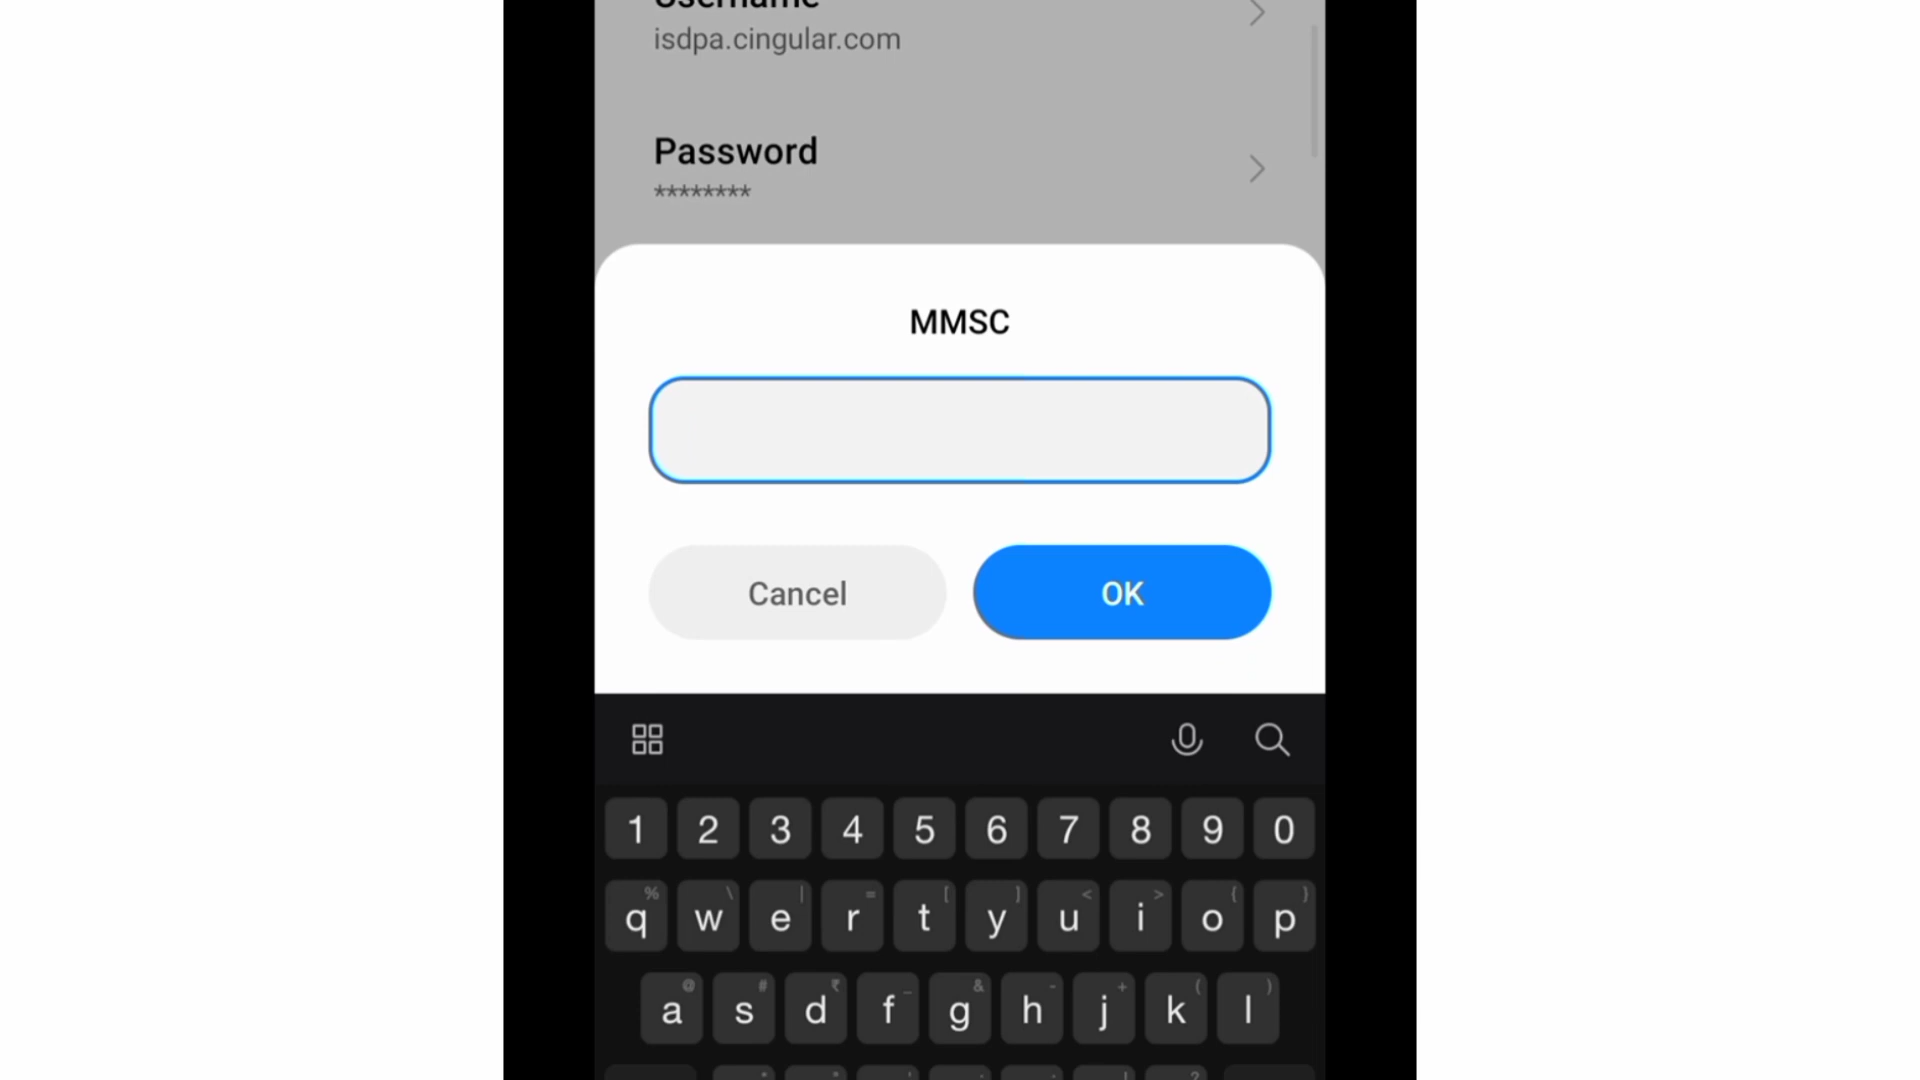 Username
isdpa.cingular.com
Password
********
MMSC
Cancel
OK
1 2 3 4 5 6 7 8 9 0
% \ | = [ ] < > { }
q w e r t y u i o p
@ # ₹ _ & - + ( )
a s d f g h j k l